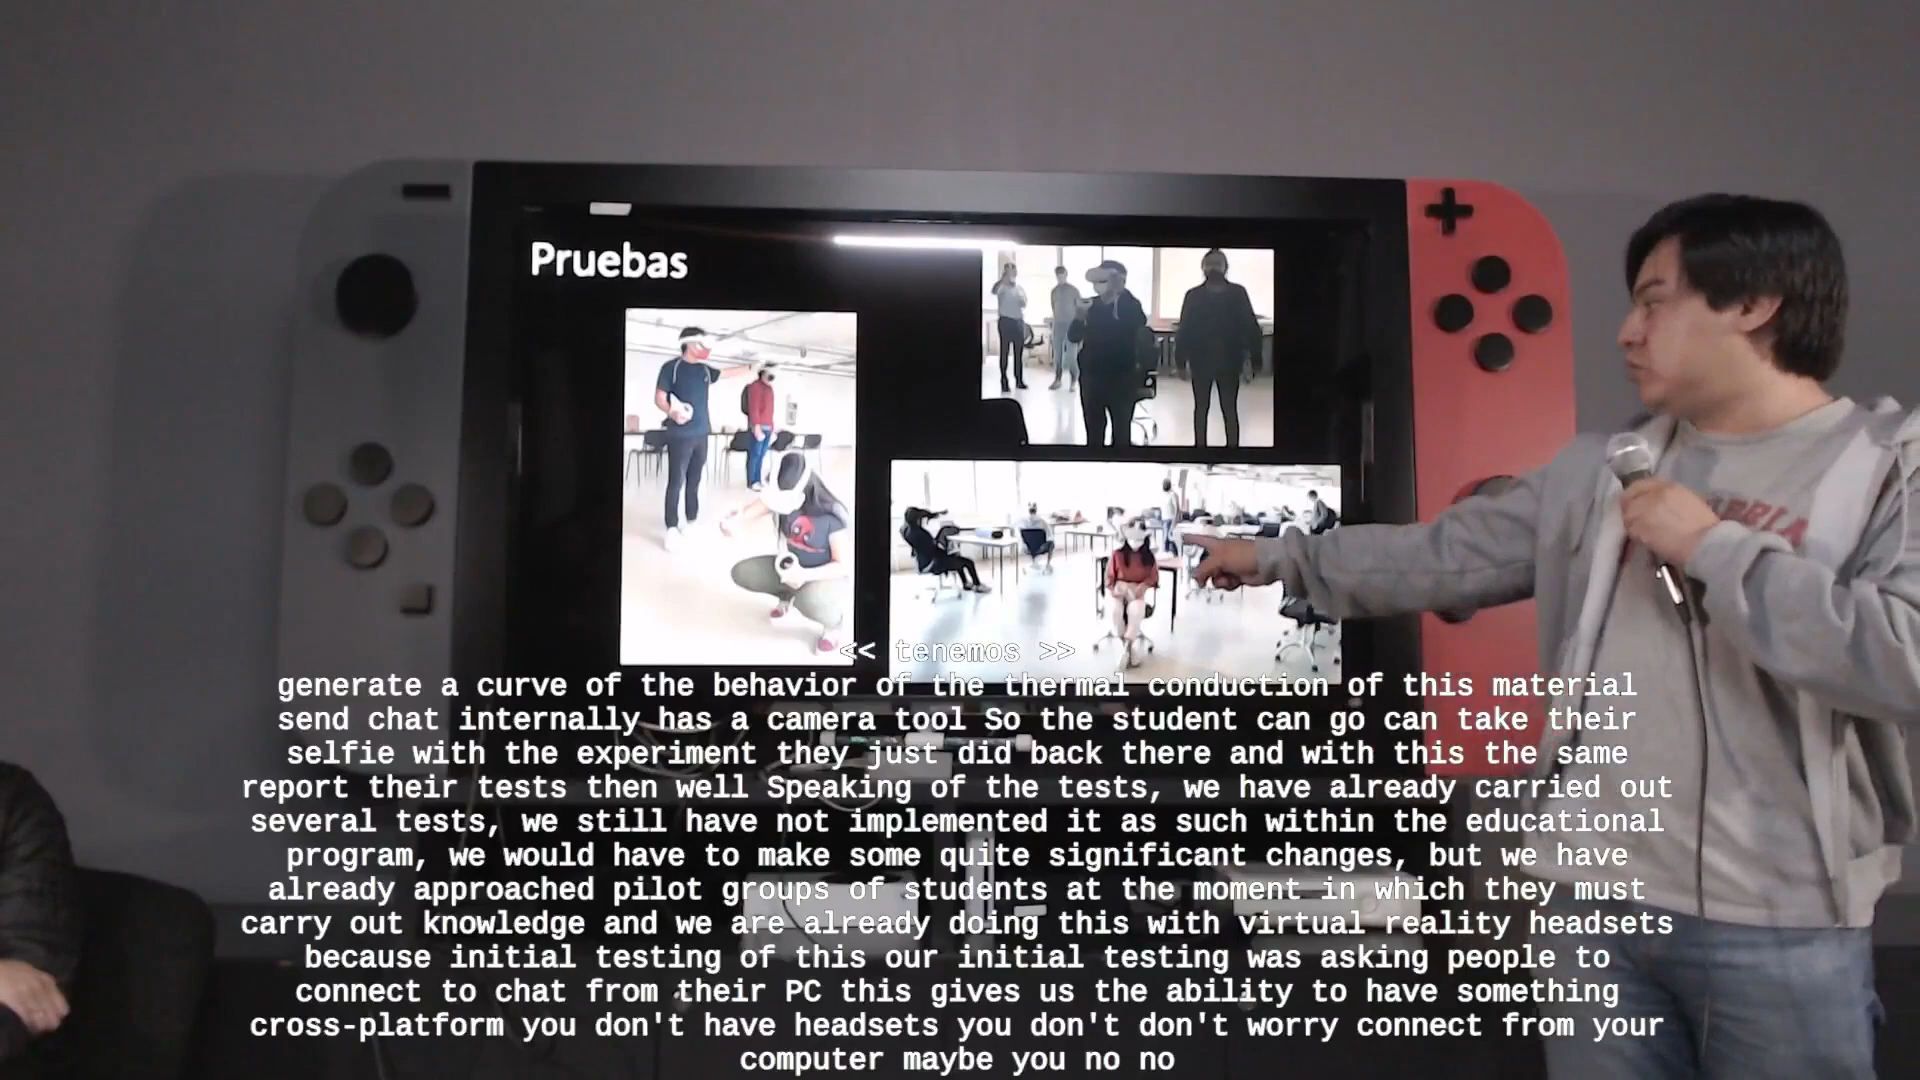 Pruebas
<< tenemos >>
generate a curve of the behavior of the thermal conduction of this material
send chat internally has a camera tool So the student can go can take their
selfie with the experiment they just did back there and with this the same
report their tests then well Speaking of the tests, we have already carried out
several tests, we still have not implemented it as such within the educational
program, we would have to make some quite significant changes, but we have
already approached pilot groups of students at the moment in which they must
carry out knowledge and we are already doing this with virtual reality headsets
because initial testing of this our initial testing was asking people to
connect to chat from their PC this gives us the ability to have something
cross-platform you don't have headsets you don't don't worry connect from your
computer maybe you no no